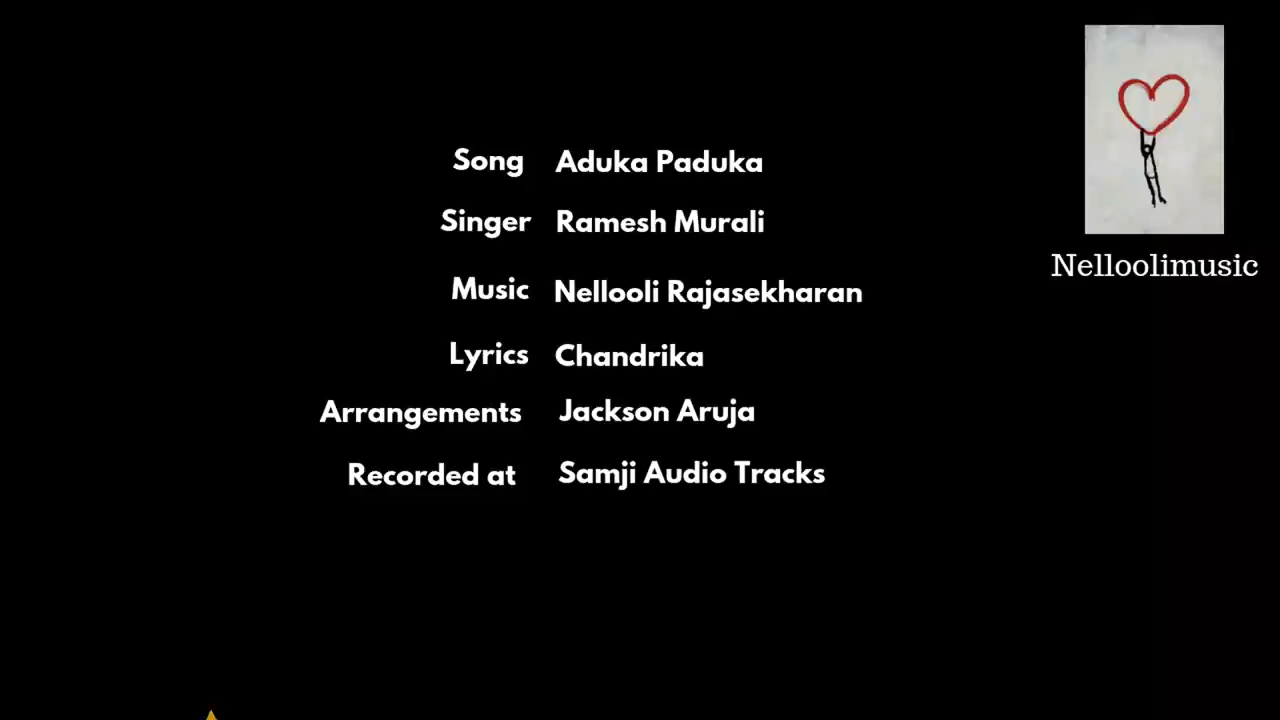 Song Aduka Paduka
Singer Ramesh Murali
Music Nellooli Rajasekharan
Lyrics Chandrika
Arrangements Jackson Aruja
Recorded at Samji Audio Tracks
Nelloolimusic